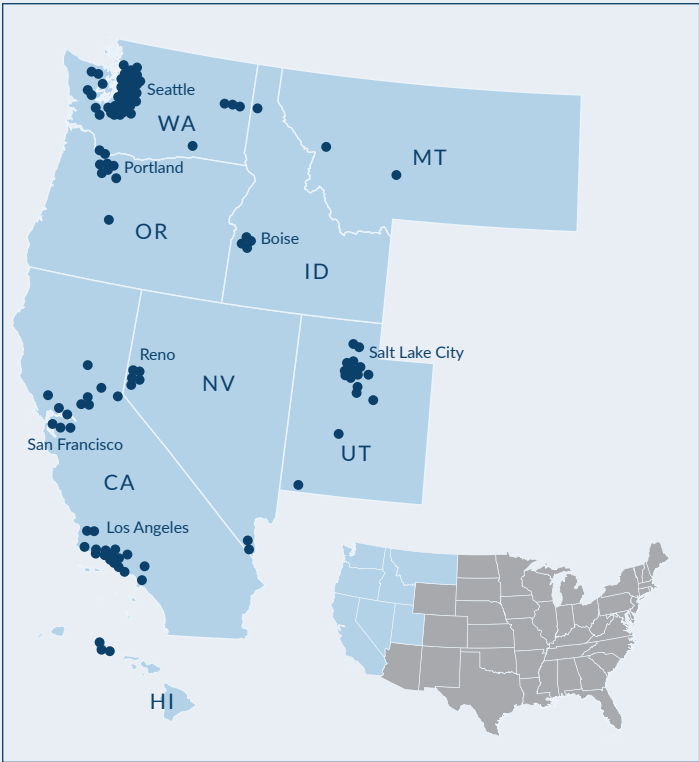 Seattle
WA
MT
Portland
OR
Boise
ID
Reno
Salt Lake City
NV
San Francisco
UT
CA
Los Angeles
HI